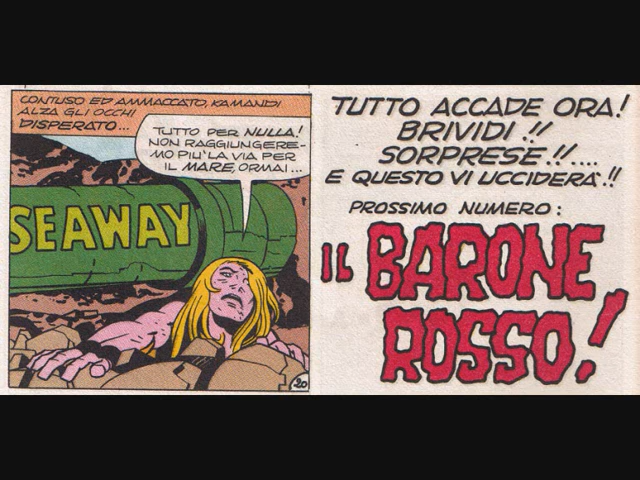 CONTUSO ED AMMACCATO, KAMANDI
ALZA GLI OCCHI
DISPERATO...
TUTTO PER NULLA!
NON RAGGIUNGERE-
MO PIU' LA VIA PER
IL MARE, ORMAI...
SEAWAY
20
TUTTO ACCADE ORA!
BRIVIDI!!
SORPRESE!!....
E QUESTO VI UCCIDERA'!!
PROSSIMO NUMERO:
IL BARONE
ROSSO!